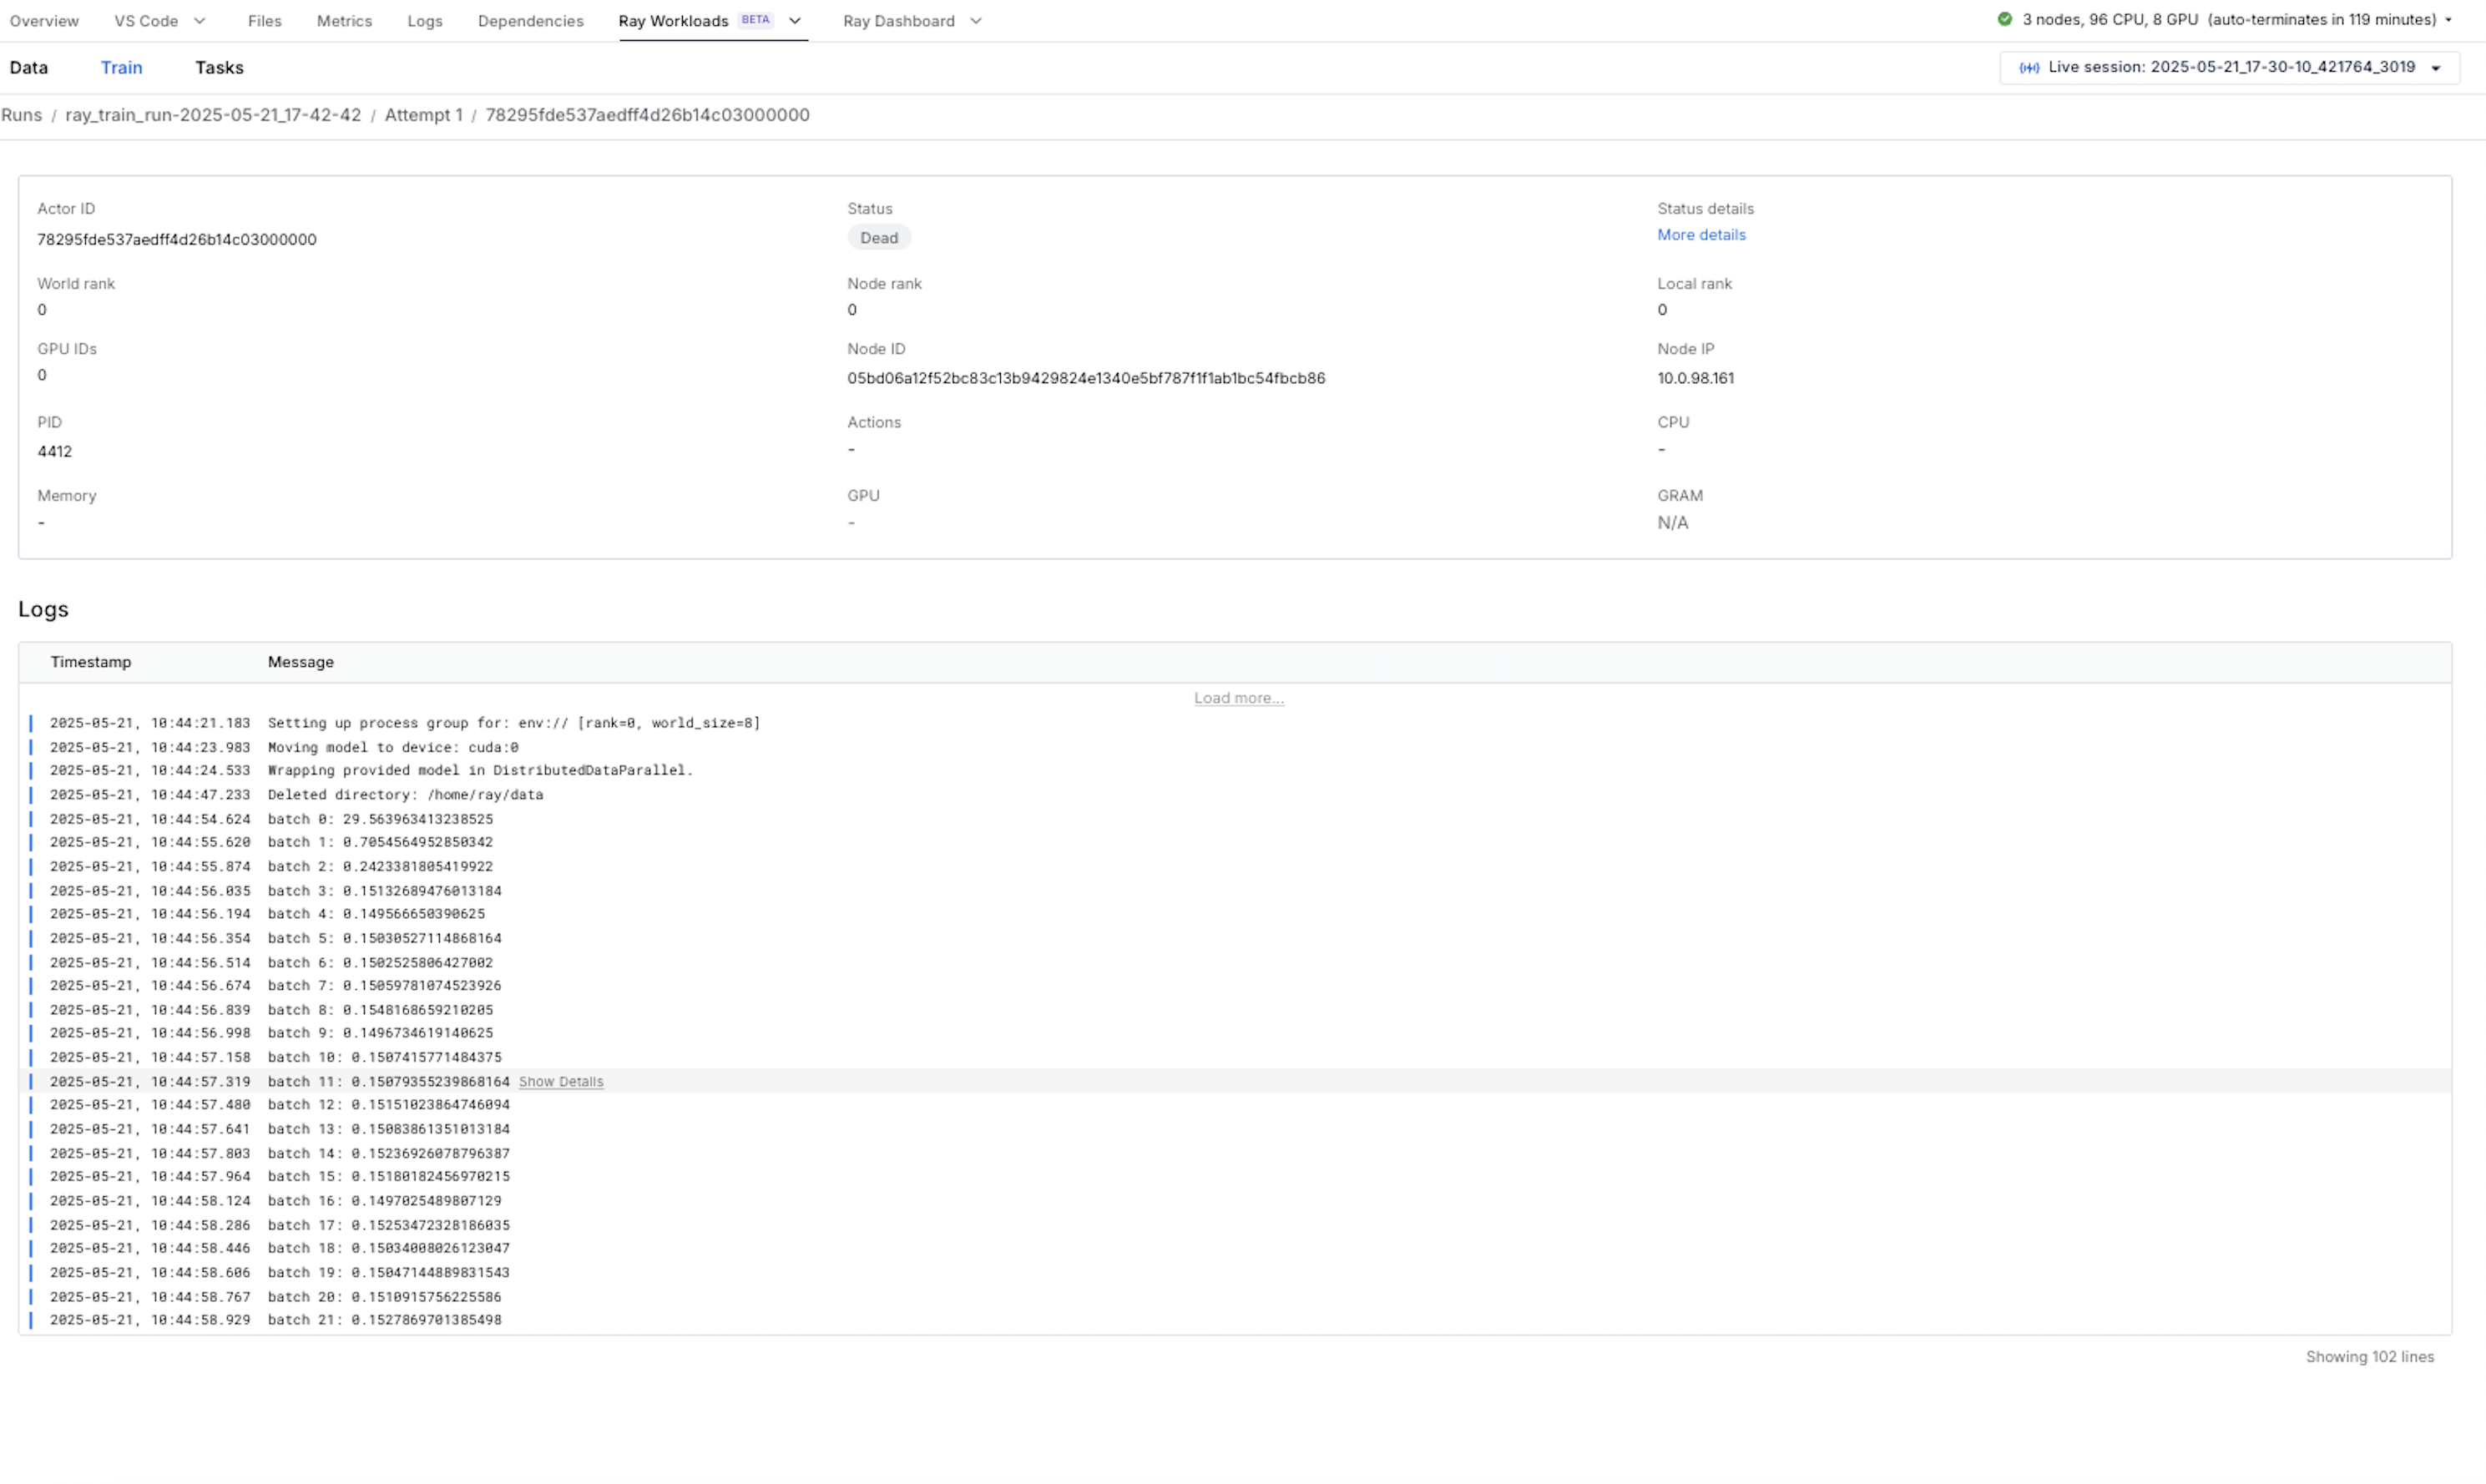 Overview VS Code Files Metrics Logs Dependencies Ray Workloads BETA Ray Dashboard 3 nodes, 96 CPU, 8 GPU (auto-terminates in 119 minutes)
Data Train Tasks Live session: 2025-05-21_17-30-10_421764_3019
Runs / ray_train_run-2025-05-21_17-42-42 / Attempt 1 / 78295fde537aedff4d26b14c03000000
Actor ID Status Status details
78295fde537aedff4d26b14c03000000 Dead More details
World rank Node rank Local rank
0 0 0
GPU IDs Node ID Node IP
0 05bd06a12f52bc83c13b9429824e1340e5bf787f1f1ab1bc54fbcb86 10.0.98.161
PID Actions CPU
4412 - -
Memory GPU GRAM
- - N/A
Logs
Timestamp Message
Load more...
2025-05-21, 10:44:21.183 Setting up process group for: env:// [rank=0, world_size=8]
2025-05-21, 10:44:23.983 Moving model to device: cuda:0
2025-05-21, 10:44:24.533 Wrapping provided model in DistributedDataParallel.
2025-05-21, 10:44:47.233 Deleted directory: /home/ray/data
2025-05-21, 10:44:54.624 batch 0: 29.563963413238525
2025-05-21, 10:44:55.620 batch 1: 0.7054564952850342
2025-05-21, 10:44:55.874 batch 2: 0.2423381805419922
2025-05-21, 10:44:56.035 batch 3: 0.15132689476013184
2025-05-21, 10:44:56.194 batch 4: 0.149566650390625
2025-05-21, 10:44:56.354 batch 5: 0.15030527114868164
2025-05-21, 10:44:56.514 batch 6: 0.1502525806427002
2025-05-21, 10:44:56.674 batch 7: 0.15059781074523926
2025-05-21, 10:44:56.839 batch 8: 0.1548168659210205
2025-05-21, 10:44:56.998 batch 9: 0.1496734619140625
2025-05-21, 10:44:57.158 batch 10: 0.1507415771484375
2025-05-21, 10:44:57.319 batch 11: 0.15079355239868164 Show Details
2025-05-21, 10:44:57.480 batch 12: 0.15151023864746094
2025-05-21, 10:44:57.641 batch 13: 0.15083861351013184
2025-05-21, 10:44:57.803 batch 14: 0.15236926078796387
2025-05-21, 10:44:57.964 batch 15: 0.15180182456970215
2025-05-21, 10:44:58.124 batch 16: 0.1497025489807129
2025-05-21, 10:44:58.286 batch 17: 0.15253472328186035
2025-05-21, 10:44:58.446 batch 18: 0.15034008026123047
2025-05-21, 10:44:58.606 batch 19: 0.15047144889831543
2025-05-21, 10:44:58.767 batch 20: 0.1510915756225586
2025-05-21, 10:44:58.929 batch 21: 0.1527869701385498
Showing 102 lines